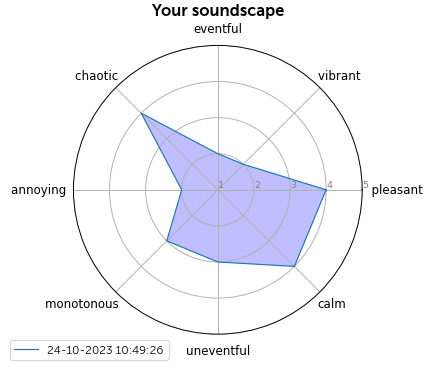 Your soundscape
eventful
chaotic
vibrant
annoying
1 2 3 4 5
pleasant
monotonous
calm
uneventful
24-10-2023 10:49:26